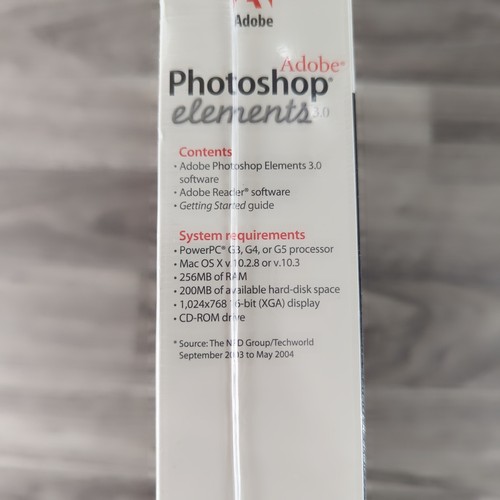 Adobe
Adobe®
Photoshop®
elements 3.0
Contents
• Adobe Photoshop Elements 3.0
software
• Adobe Reader® software
• Getting Started guide
System requirements
• PowerPC® G3, G4, or G5 processor
• Mac OS X v.10.2.8 or v.10.3
• 256MB of RAM
• 200MB of available hard-disk space
• 1,024x768 16-bit (XGA) display
• CD-ROM drive
* Source: The NPD Group/Techworld
September 2003 to May 2004